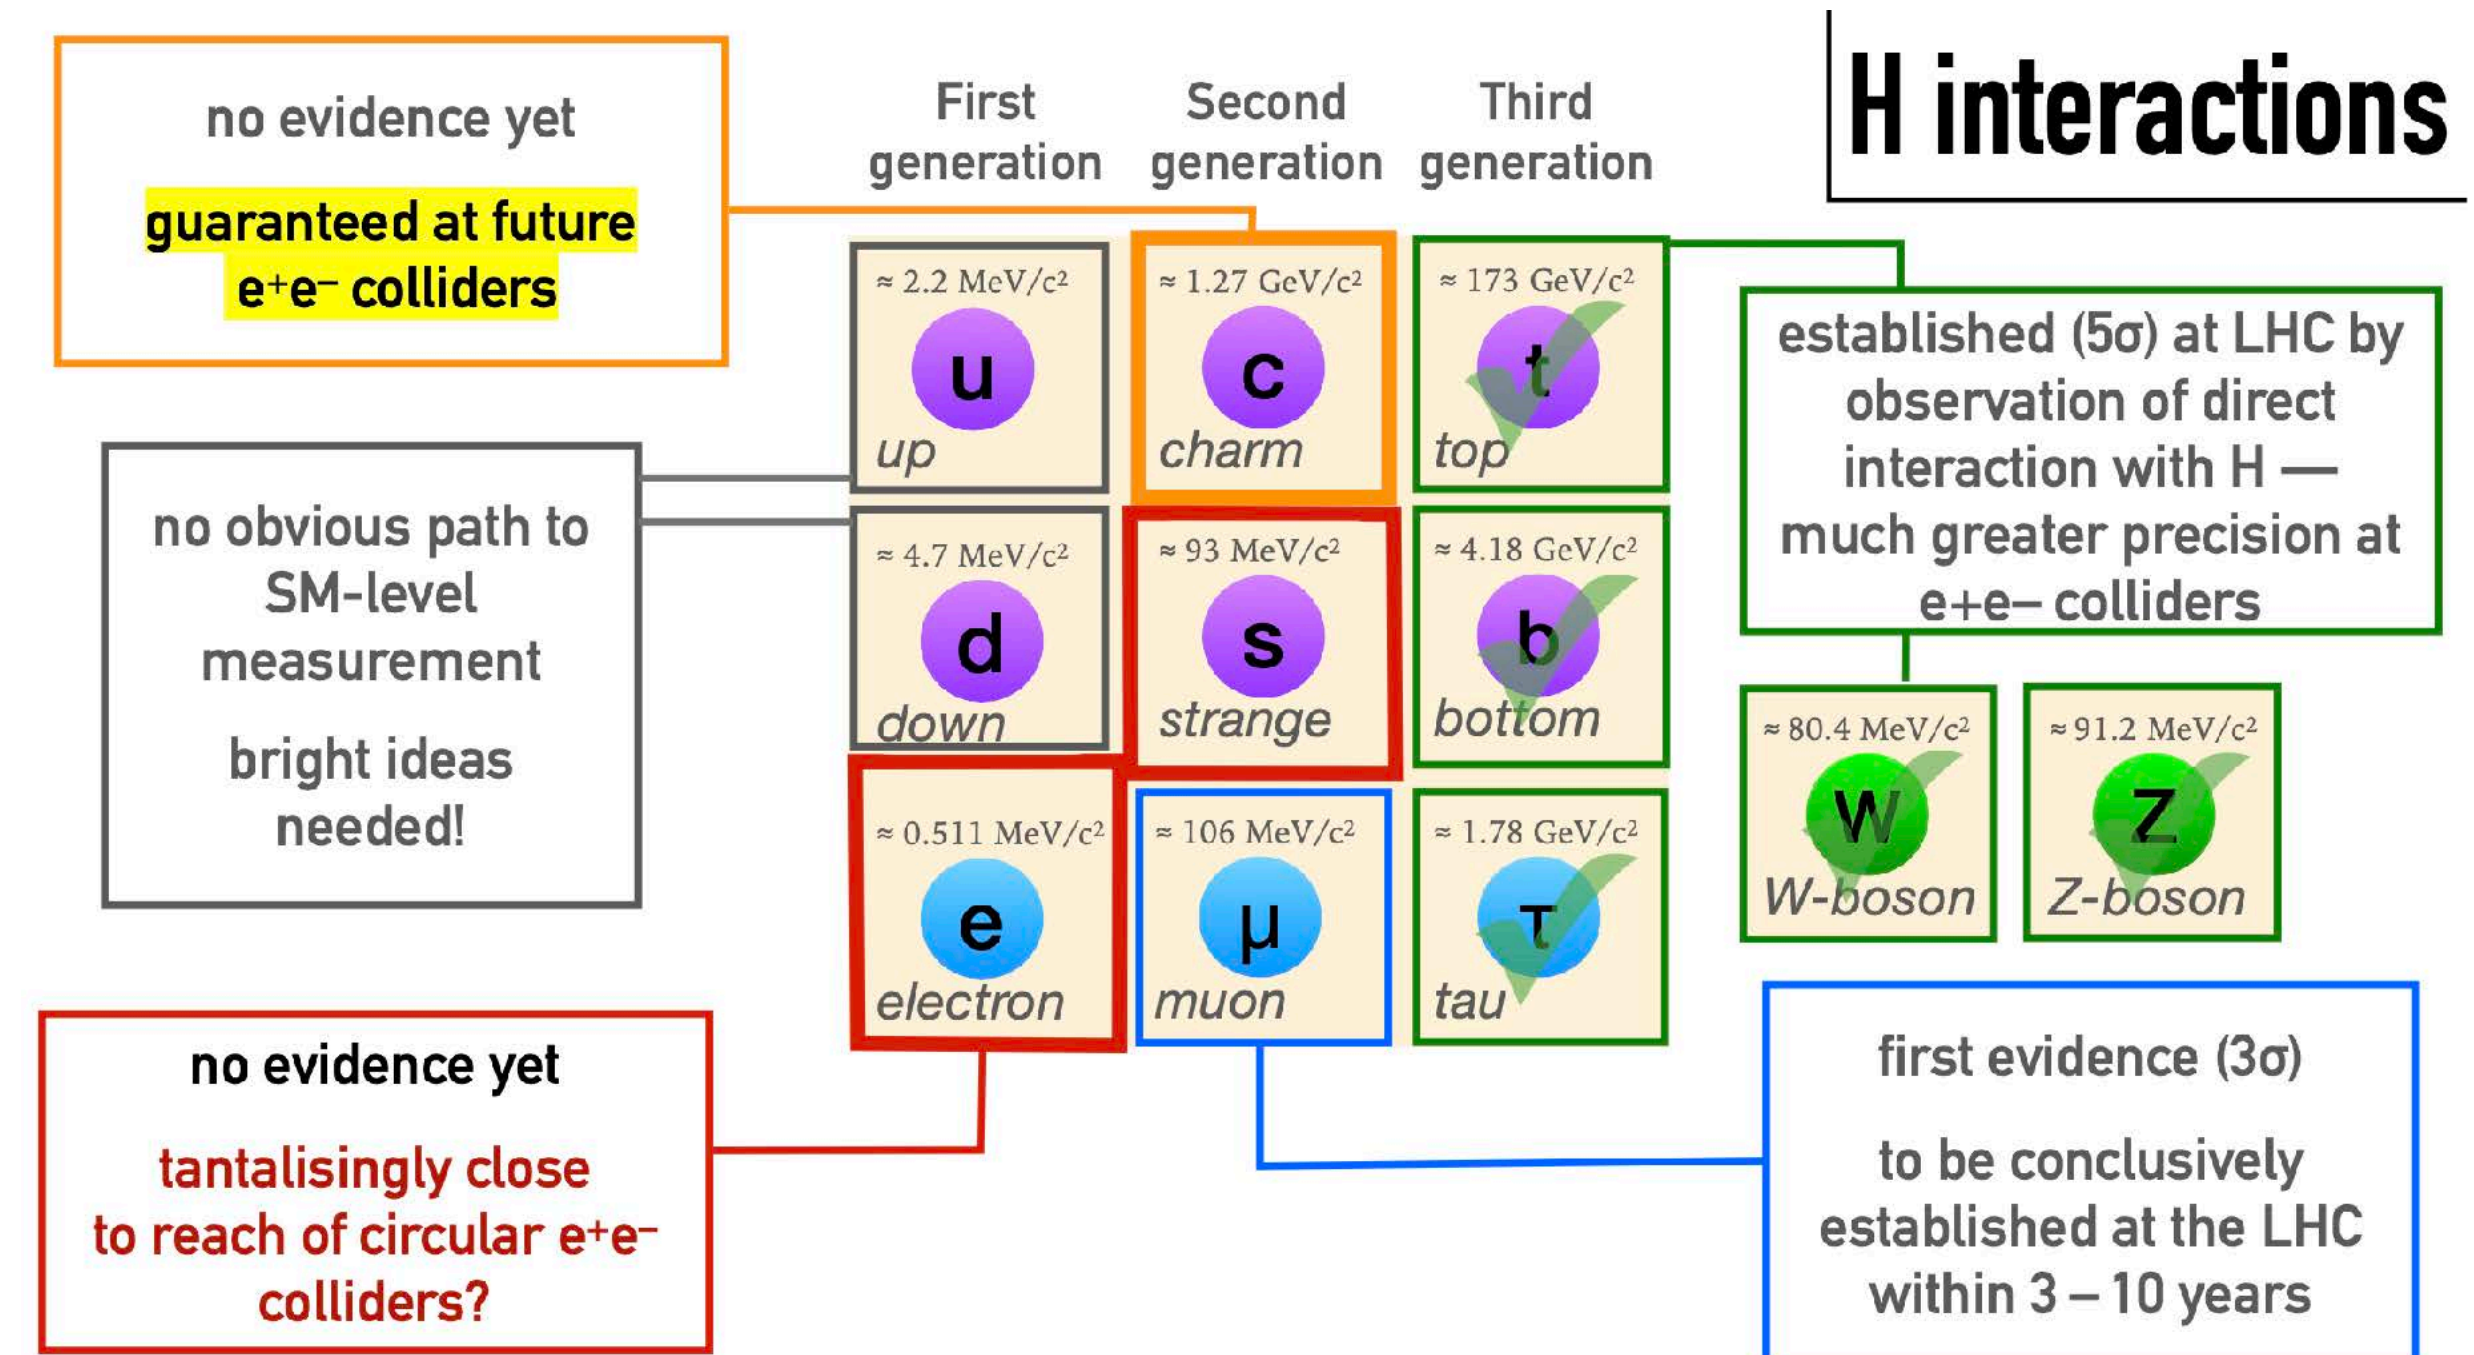 H interactions
no evidence yet
guaranteed at future
e⁺e⁻ colliders
First
generation
Second
generation
Third
generation
≈ 2.2 MeV/c²
u
up
≈ 1.27 GeV/c²
c
charm
≈ 173 GeV/c²
t
top
established (5σ) at LHC by
observation of direct
interaction with H —
much greater precision at
e+e– colliders
no obvious path to
SM-level
measurement
bright ideas
needed!
≈ 4.7 MeV/c²
d
down
≈ 93 MeV/c²
s
strange
≈ 4.18 GeV/c²
b
bottom
≈ 80.4 MeV/c²
W
W-boson
≈ 91.2 MeV/c²
Z
Z-boson
≈ 0.511 MeV/c²
e
electron
≈ 106 MeV/c²
μ
muon
≈ 1.78 GeV/c²
τ
tau
no evidence yet
tantalisingly close
to reach of circular e⁺e⁻
colliders?
first evidence (3σ)
to be conclusively
established at the LHC
within 3 – 10 years